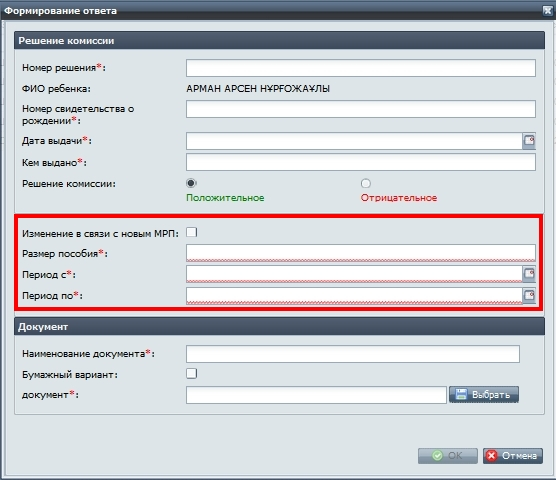 Формирование ответа
Решение комиссии
Номер решения*:
ФИО ребенка: АРМАН АРСЕН НҰРҒОЖАҰЛЫ
Номер свидетельства о
рождении*:
Дата выдачи*:
Кем выдано*:
Решение комиссии:
Положительное Отрицательное
Изменение в связи с новым МРП:
Размер пособия*:
Период с*:
Период по*:
Документ
Наименование документа*:
Бумажный вариант:
документ*: Выбрать
OK Отмена